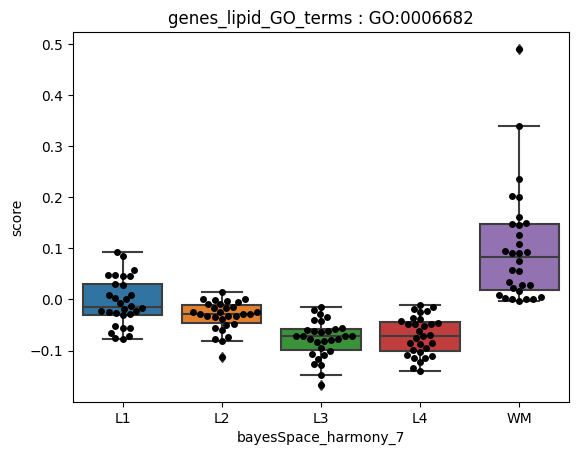 genes_lipid_GO_terms : GO:0006682
0.5
0.4
0.3
0.2
0.1
0.0
−0.1
score
L1 L2 L3 L4 WM
bayesSpace_harmony_7